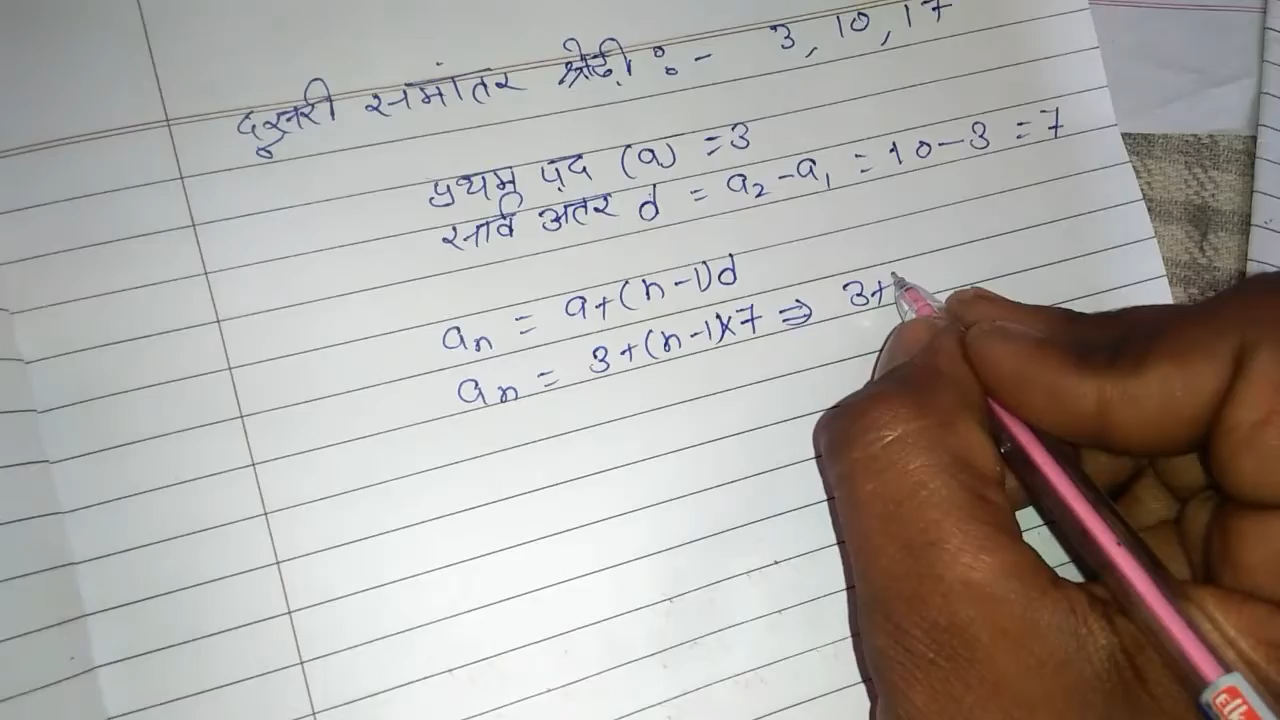 दूसरी समांतर श्रेढ़ी :- 3, 10, 17
प्रथम पद (a) = 3
सार्व अंतर d = a₂ - a₁ = 10 - 3 = 7
aₙ = a + (n - 1)d
aₙ = 3 + (n - 1) × 7 ⇒ 3 +